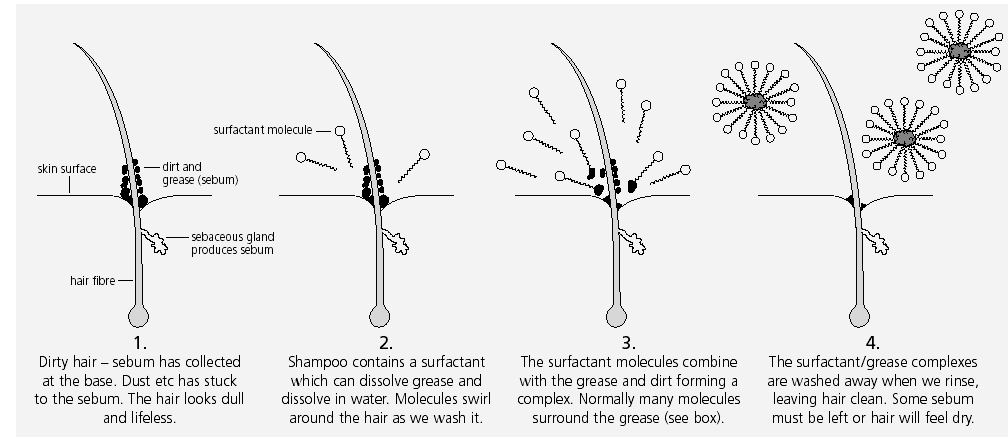 surfactant molecule
skin surface
dirt and
grease (sebum)
sebaceous gland
produces sebum
hair fibre
1.
Dirty hair – sebum has collected
at the base. Dust etc has stuck
to the sebum. The hair looks dull
and lifeless.
2.
Shampoo contains a surfactant
which can dissolve grease and
dissolve in water. Molecules swirl
around the hair as we wash it.
3.
The surfactant molecules combine
with the grease and dirt forming a
complex. Normally many molecules
surround the grease (see box).
4.
The surfactant/grease complexes
are washed away when we rinse,
leaving hair clean. Some sebum
must be left or hair will feel dry.